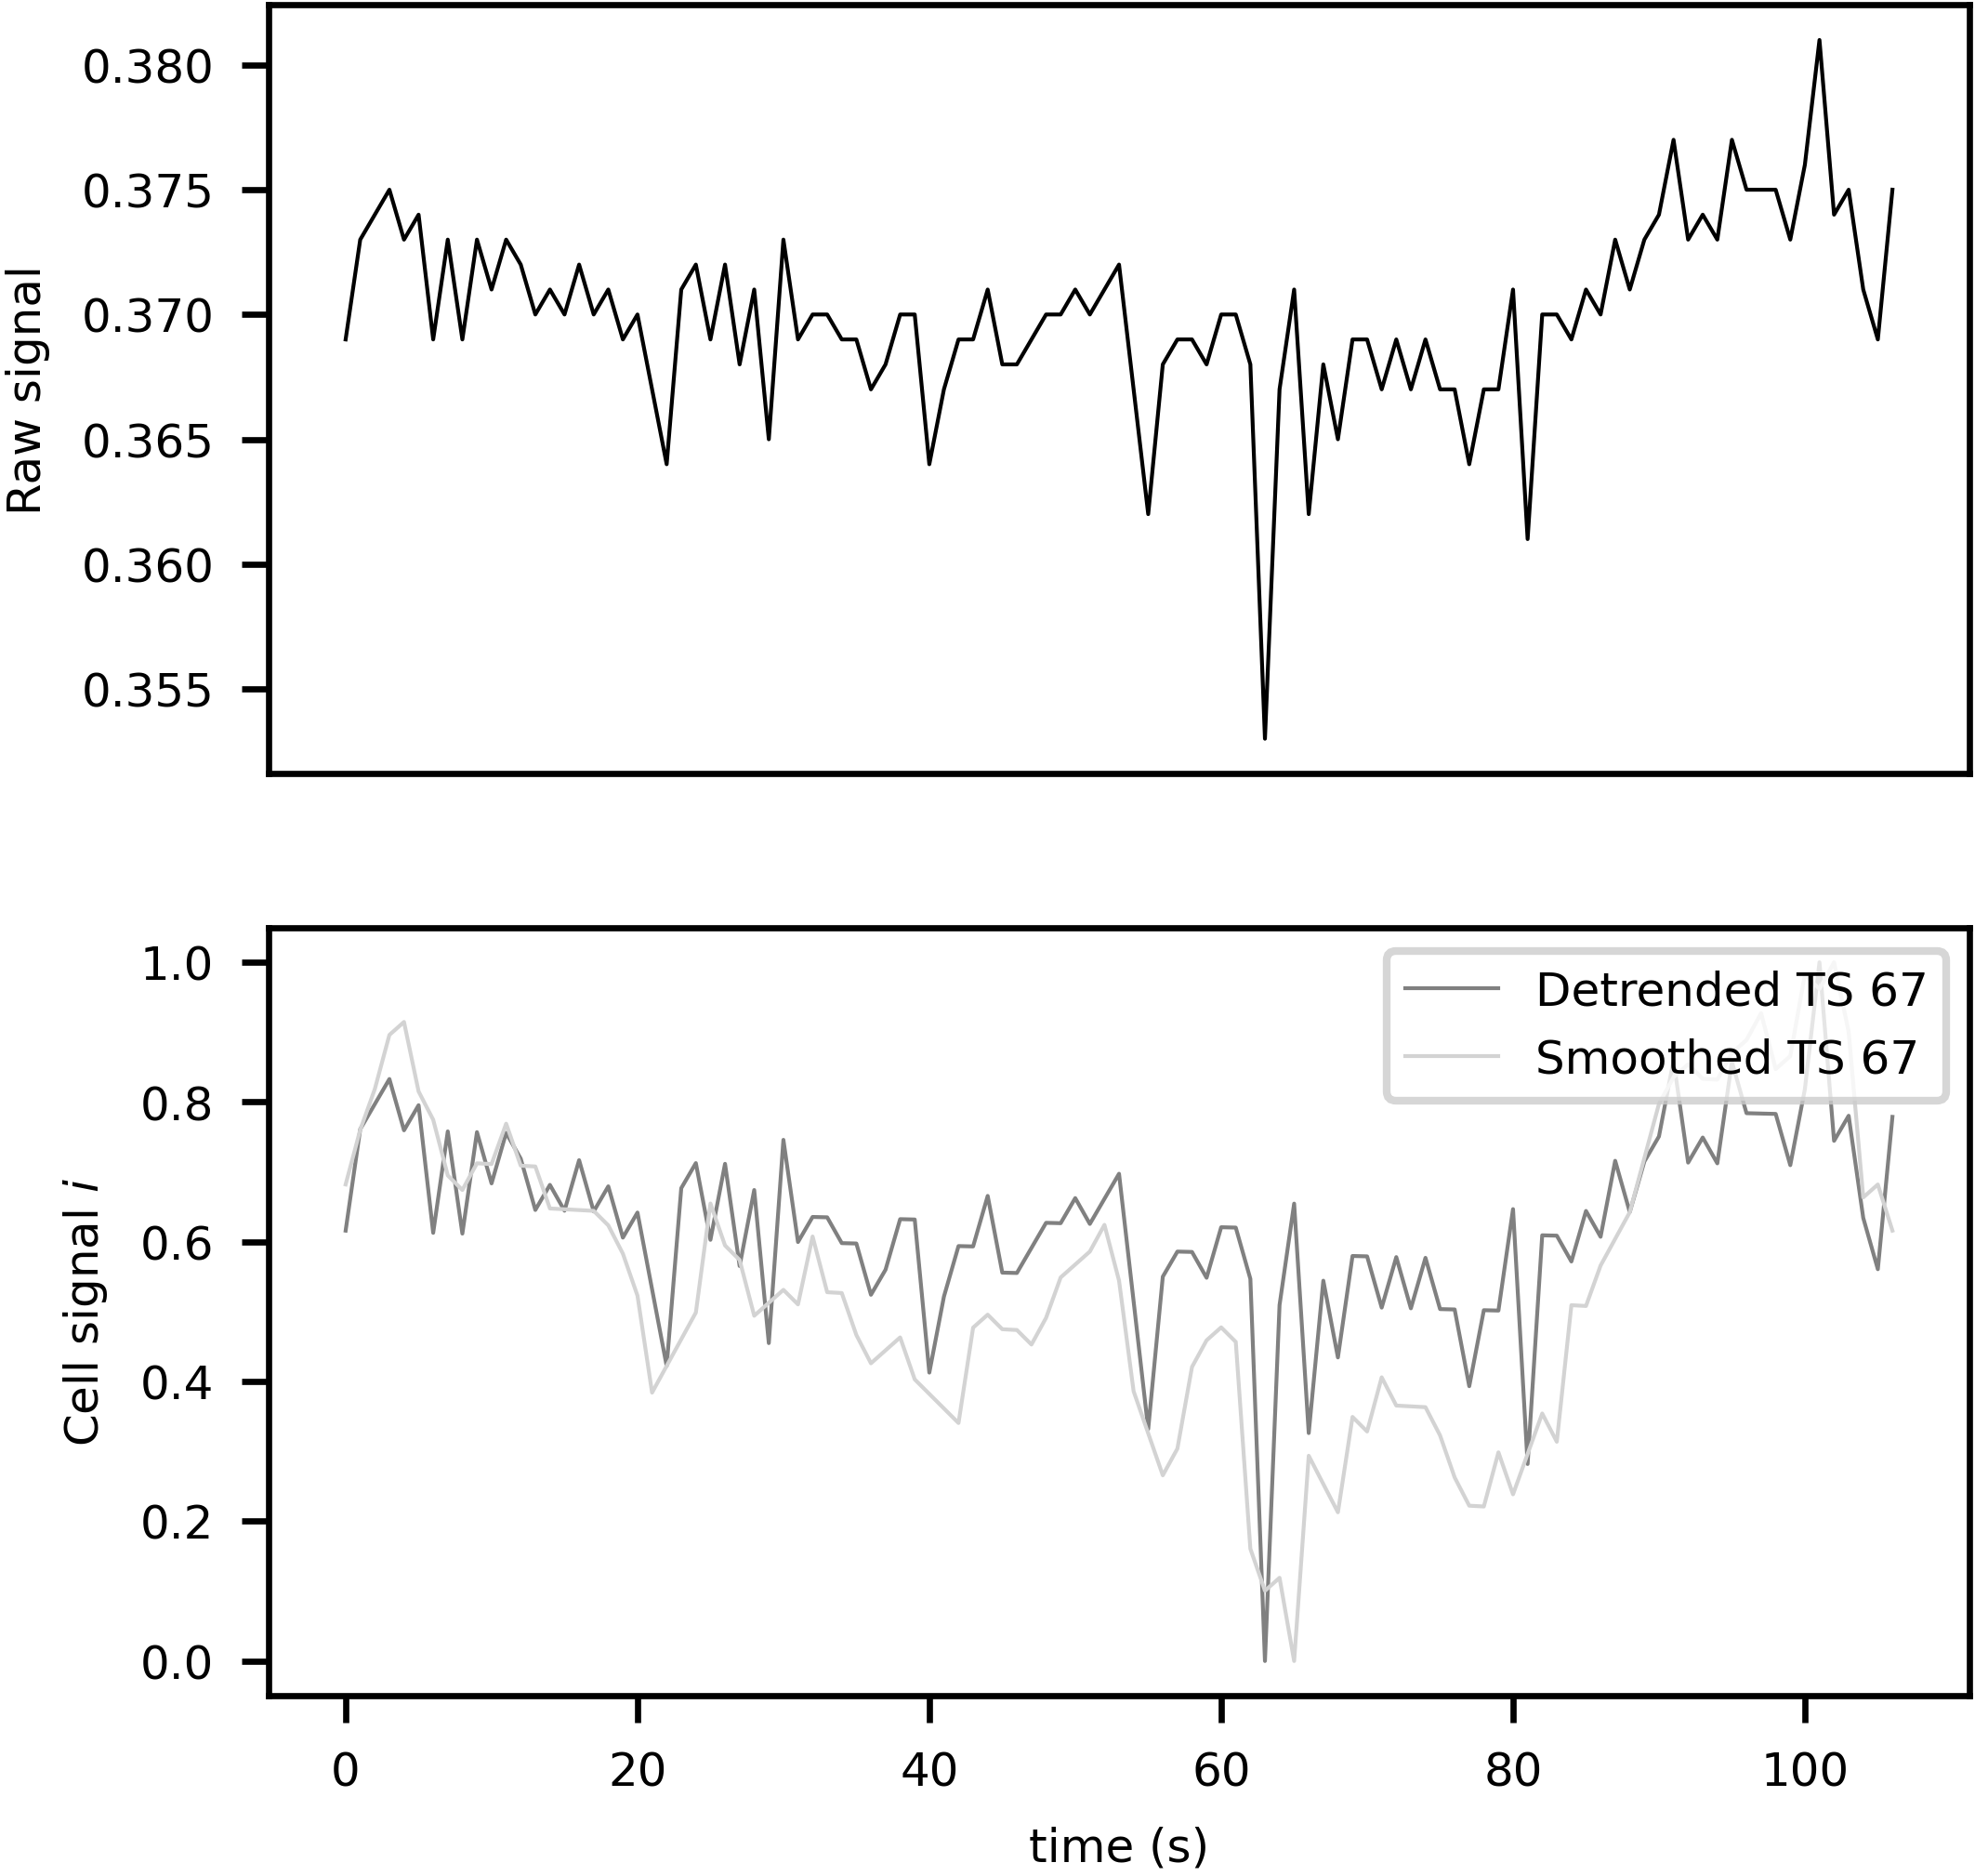 0.380
0.375
0.370
0.365
0.360
0.355
Raw signal
1.0
0.8
0.6
0.4
0.2
0.0
Cell signal i
Detrended TS 67
Smoothed TS 67
0 20 40 60 80 100
time (s)